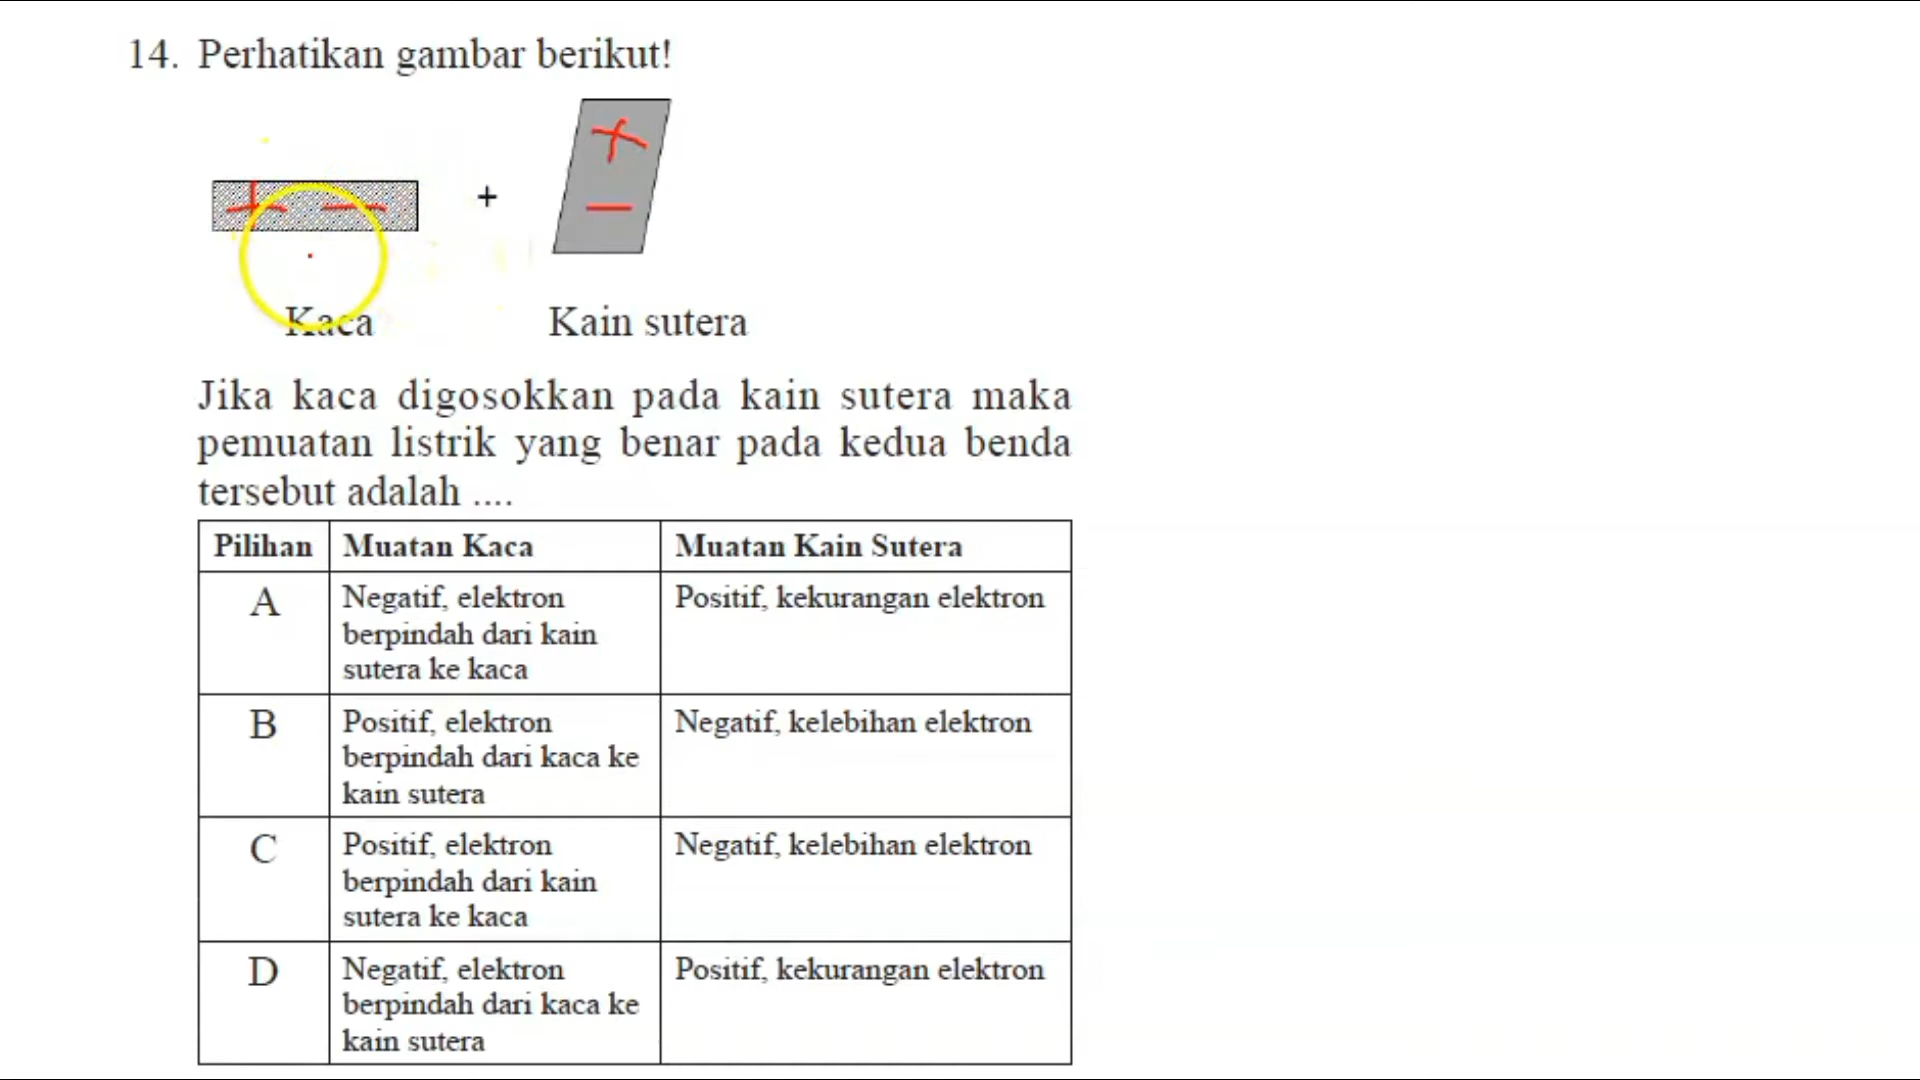 14. Perhatikan gambar berikut!
+ − + + −
Kaca Kain sutera
Jika kaca digosokkan pada kain sutera maka
pemuatan listrik yang benar pada kedua benda
tersebut adalah ....
Pilihan Muatan Kaca Muatan Kain Sutera
A Negatif, elektron Positif, kekurangan elektron
berpindah dari kain
sutera ke kaca
B Positif, elektron Negatif, kelebihan elektron
berpindah dari kaca ke
kain sutera
C Positif, elektron Negatif, kelebihan elektron
berpindah dari kain
sutera ke kaca
D Negatif, elektron Positif, kekurangan elektron
berpindah dari kaca ke
kain sutera